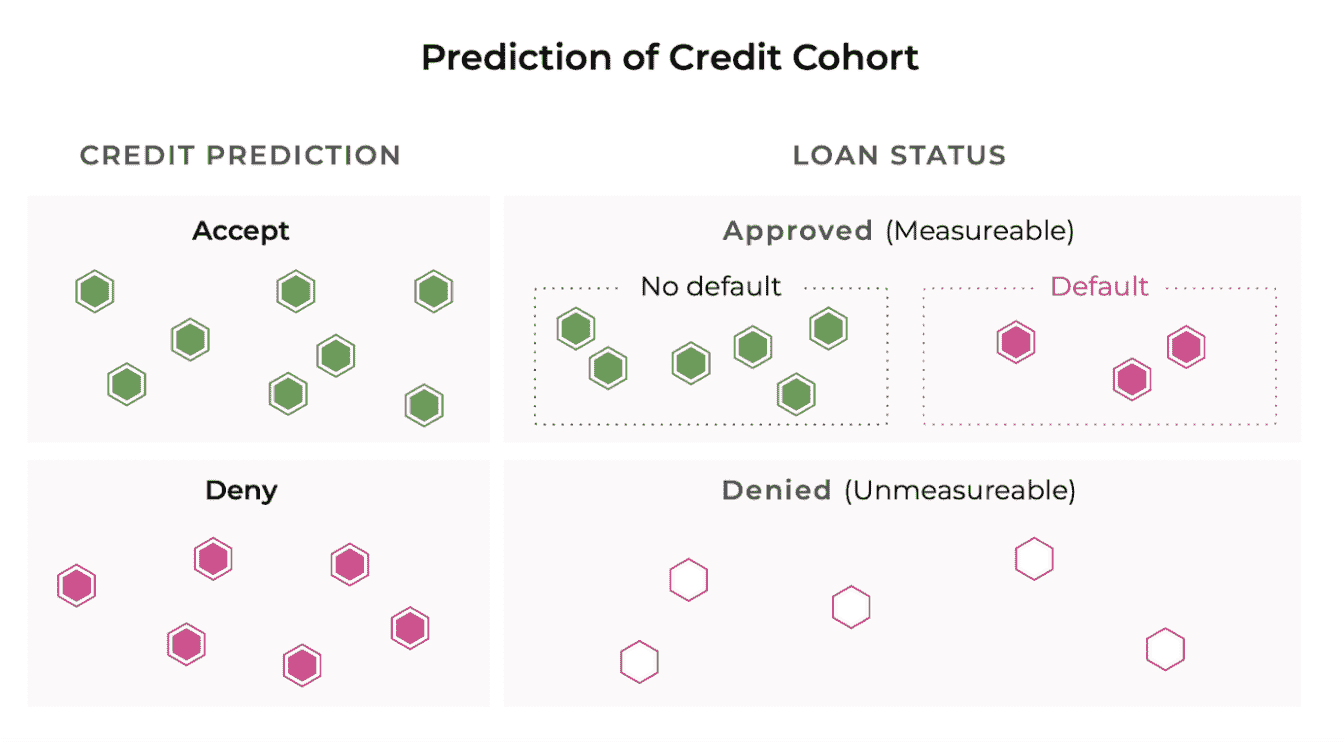 Prediction of Credit Cohort
CREDIT PREDICTION
LOAN STATUS
Accept
Approved (Measureable)
No default
Default
Deny
Denied (Unmeasureable)